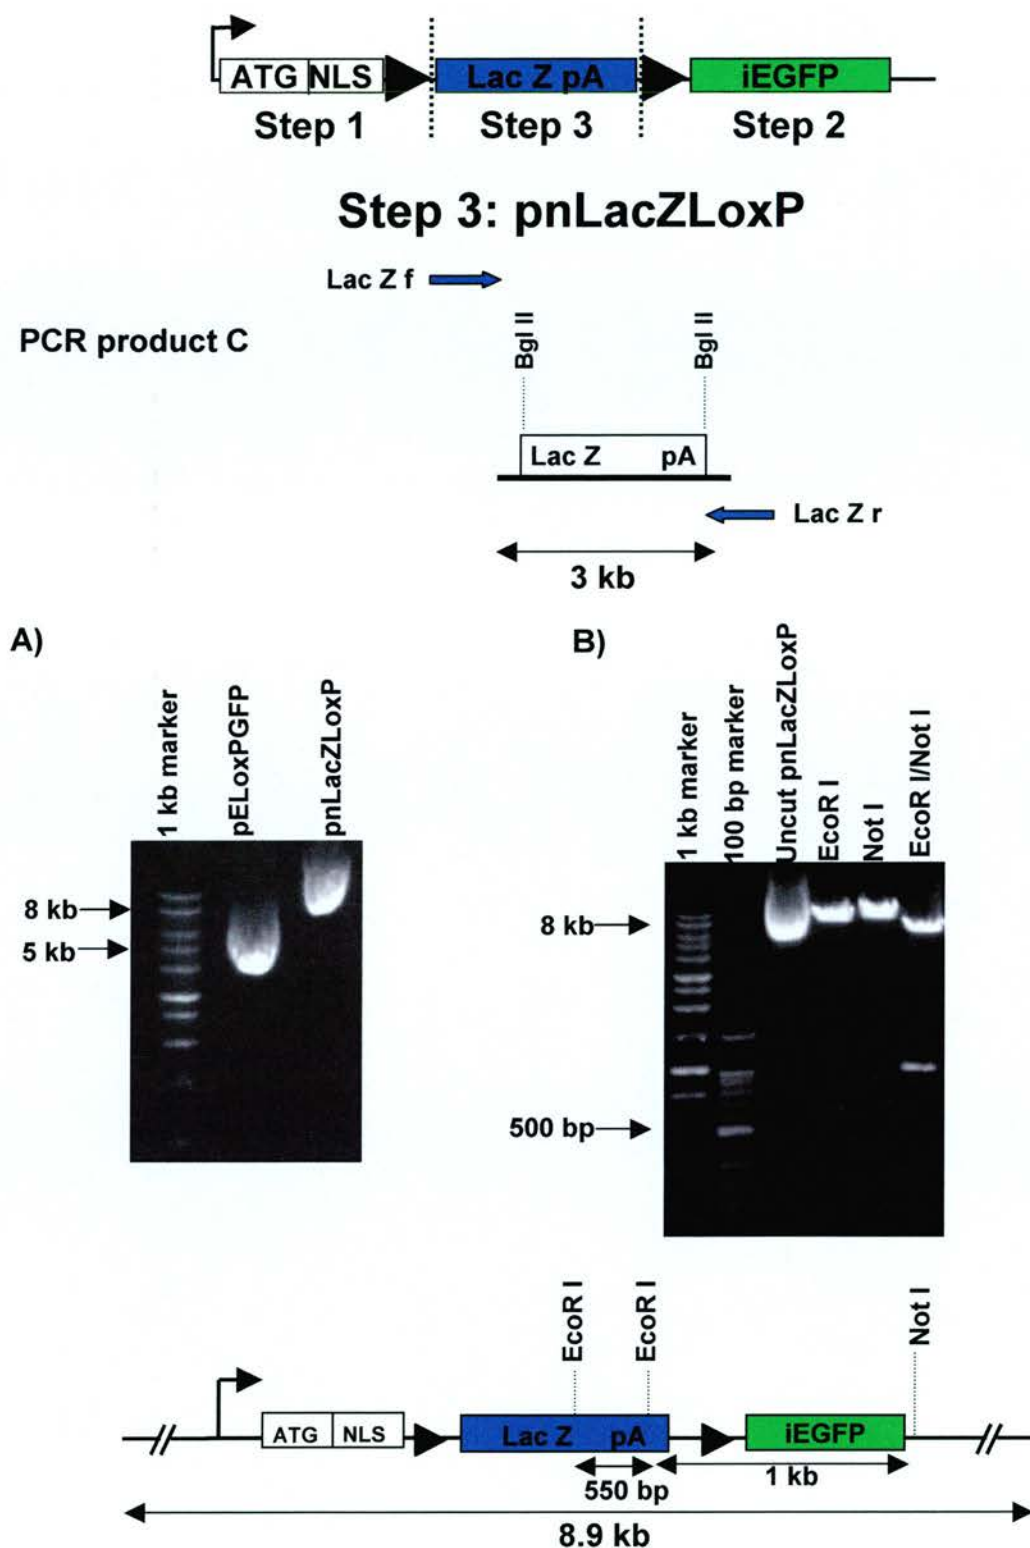 ATG NLS
Lac Z pA
iEGFP
Step 1
Step 3
Step 2
Step 3: pnLacZLoxP
Lac Z f
PCR product C
Bgl II
Bgl II
Lac Z pA
Lac Z r
3 kb
A)
1 kb marker
pELoxPGFP
pnLacZLoxP
8 kb
5 kb
B)
1 kb marker
100 bp marker
Uncut pnLacZLoxP
EcoR I
Not I
EcoR I/Not I
8 kb
500 bp
EcoR I
EcoR I
Not I
ATG NLS
Lac Z pA
iEGFP
550 bp
1 kb
8.9 kb